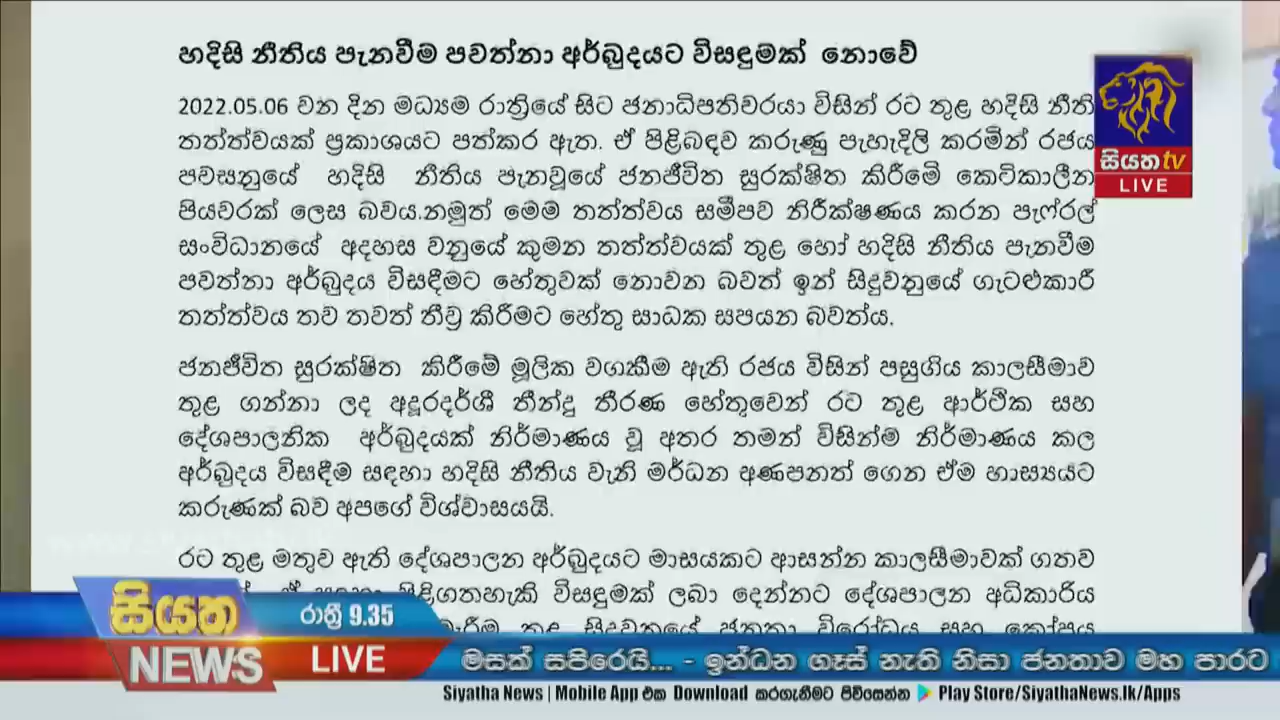 හදිසි නීතිය පැනවීම පවත්නා අර්බුදයට විසඳුමක් නොවේ
2022.05.06 වන දින මධ්‍යම රාත්‍රියේ සිට ජනාධිපතිවරයා විසින් රට තුළ හදිසි නීති
තත්ත්වයක් ප්‍රකාශයට පත්කර ඇත. ඒ පිළිබඳව කරුණු පැහැදිලි කරමින් රජය
පවසනුයේ හදිසි නීතිය පැනවූයේ ජනජීවිත සුරක්ෂිත කිරීමේ කෙටිකාලීන
පියවරක් ලෙස බවය.නමුත් මෙම තත්ත්වය සමීපව නිරීක්ෂණය කරන පැෆ්රල්
සංවිධානයේ අදහස වනුයේ කුමන තත්ත්වයක් තුළ හෝ හදිසි නීතිය පැනවීම
පවත්නා අර්බුදය විසඳීමට හේතුවක් නොවන බවත් ඉන් සිදුවනුයේ ගැටළුකාරී
තත්ත්වය තව තවත් තීව්‍ර කිරීමට හේතු සාධක සපයන බවත්ය.
ජනජීවිත සුරක්ෂිත කිරීමේ මූලික වගකීම ඇති රජය විසින් පසුගිය කාලසීමාව
තුළ ගන්නා ලද අදූරදර්ශී තීන්දු තීරණ හේතුවෙන් රට තුළ ආර්ථික සහ
දේශපාලනික අර්බුදයක් නිර්මාණය වූ අතර තමන් විසින්ම නිර්මාණය කල
අර්බුදය විසඳීම සඳහා හදිසි නීතිය වැනි මර්ධන අණපනත් ගෙන ඒම හාස්‍යයට
කරුණක් බව අපගේ විශ්වාසයයි.
රට තුළ මතුව ඇති දේශපාලන අර්බුදයට මාසයකට ආසන්න කාලසීමාවක් ගතව
පිළිගතහැකි විසඳුමක් ලබා දෙන්නට දේශපාලන අධිකාරිය
තුළ සිදුවනුයේ ජනතා විරෝධය සහ කෝපය
සියත tv
LIVE
සියත
NEWS
රාත්‍රී 9.35
LIVE
මසක් සපිරෙයි... - ඉන්ධන ගෑස් නැති නිසා ජනතාව මහ පාරට
Siyatha News | Mobile App එක Download කරගැනීමට පිවිසෙන්න Play Store/SiyathaNews.lk/Apps